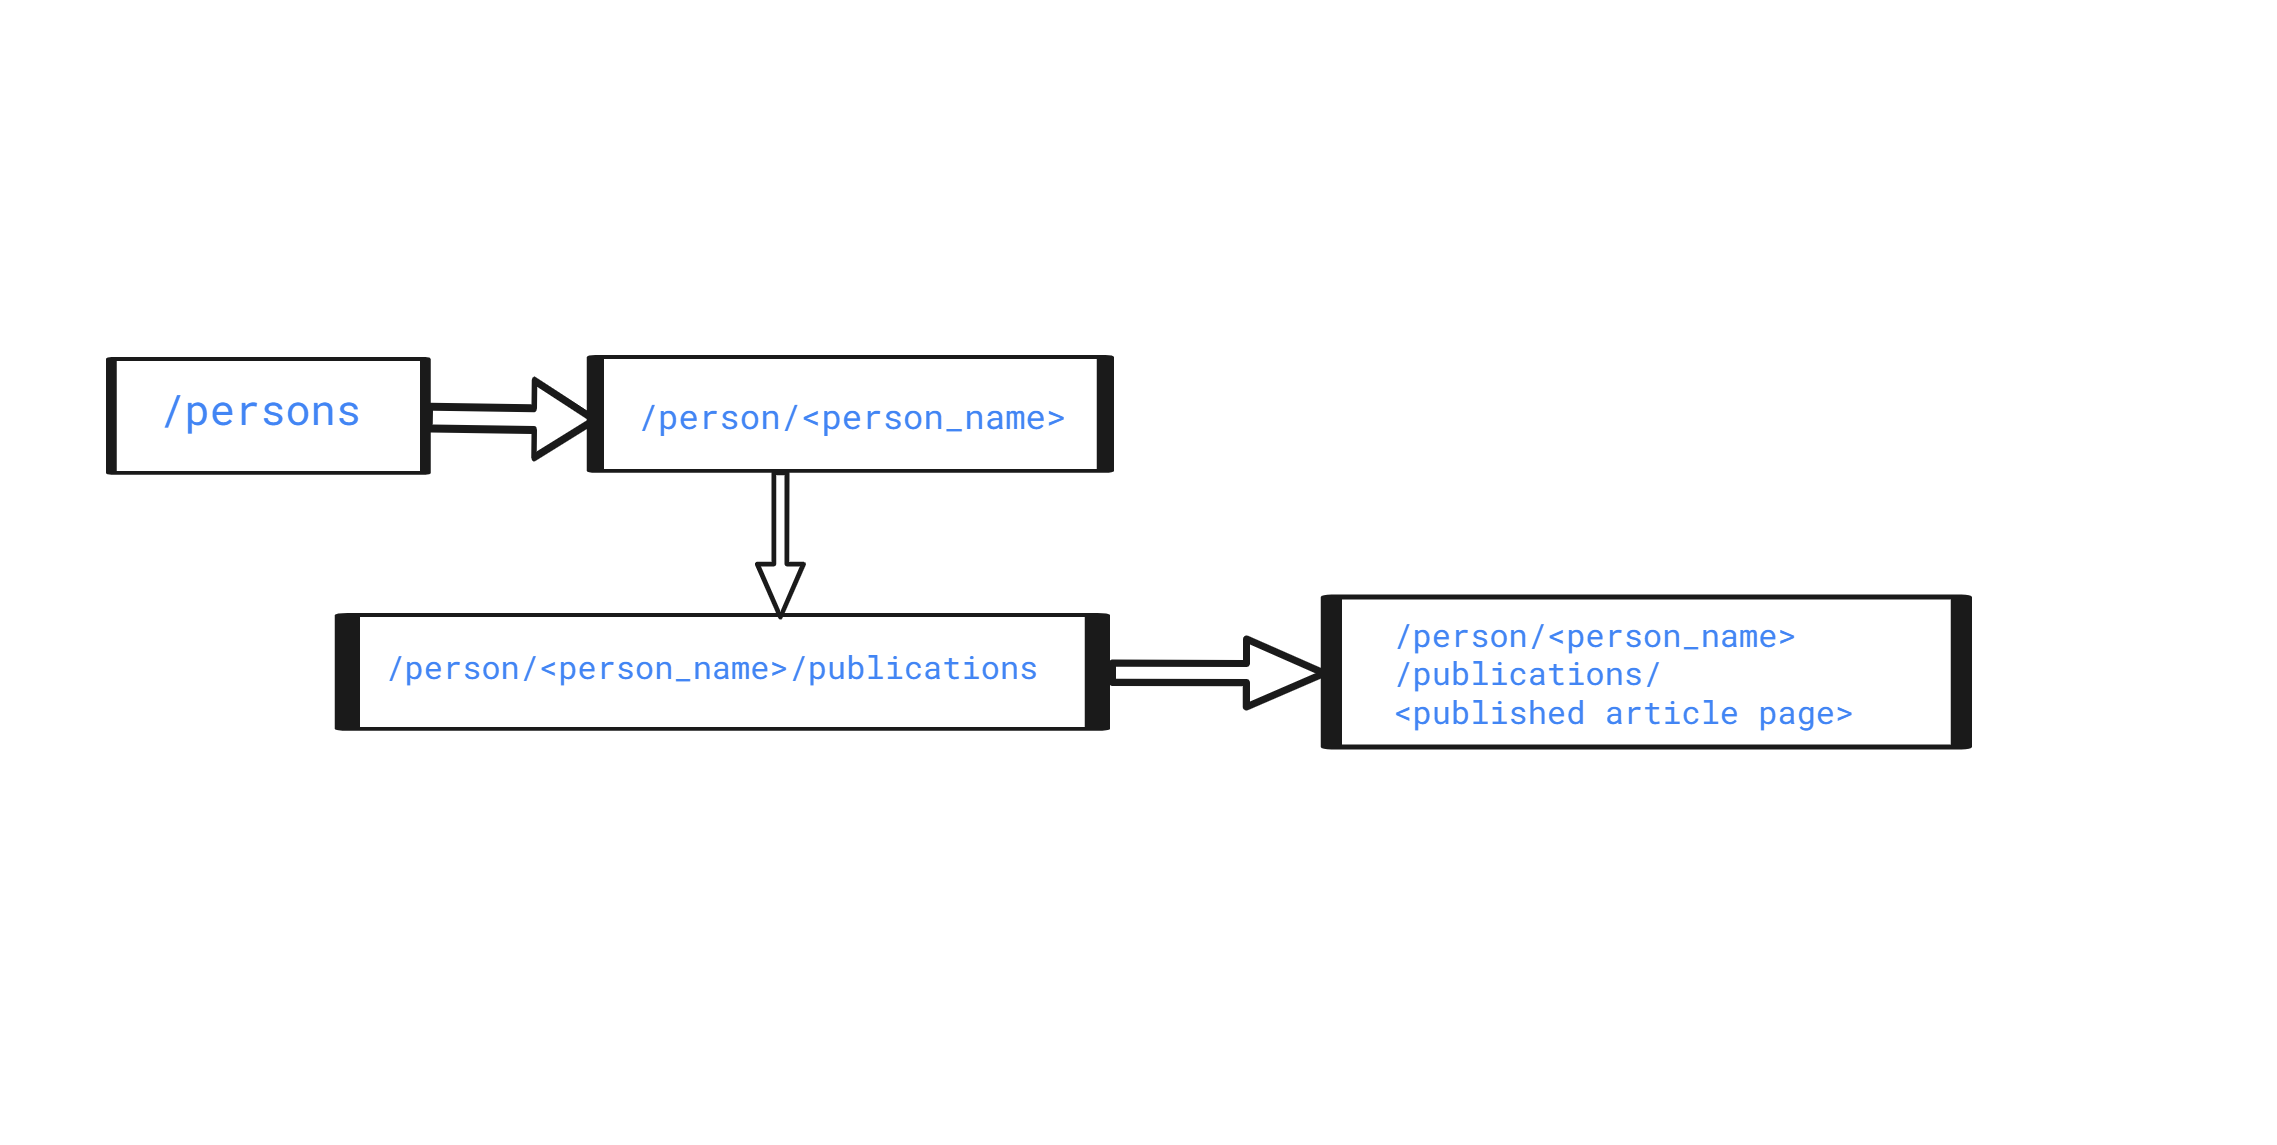 /persons
/person/<person_name>
/person/<person_name>/publications
/person/<person_name>
/publications/
<published article page>